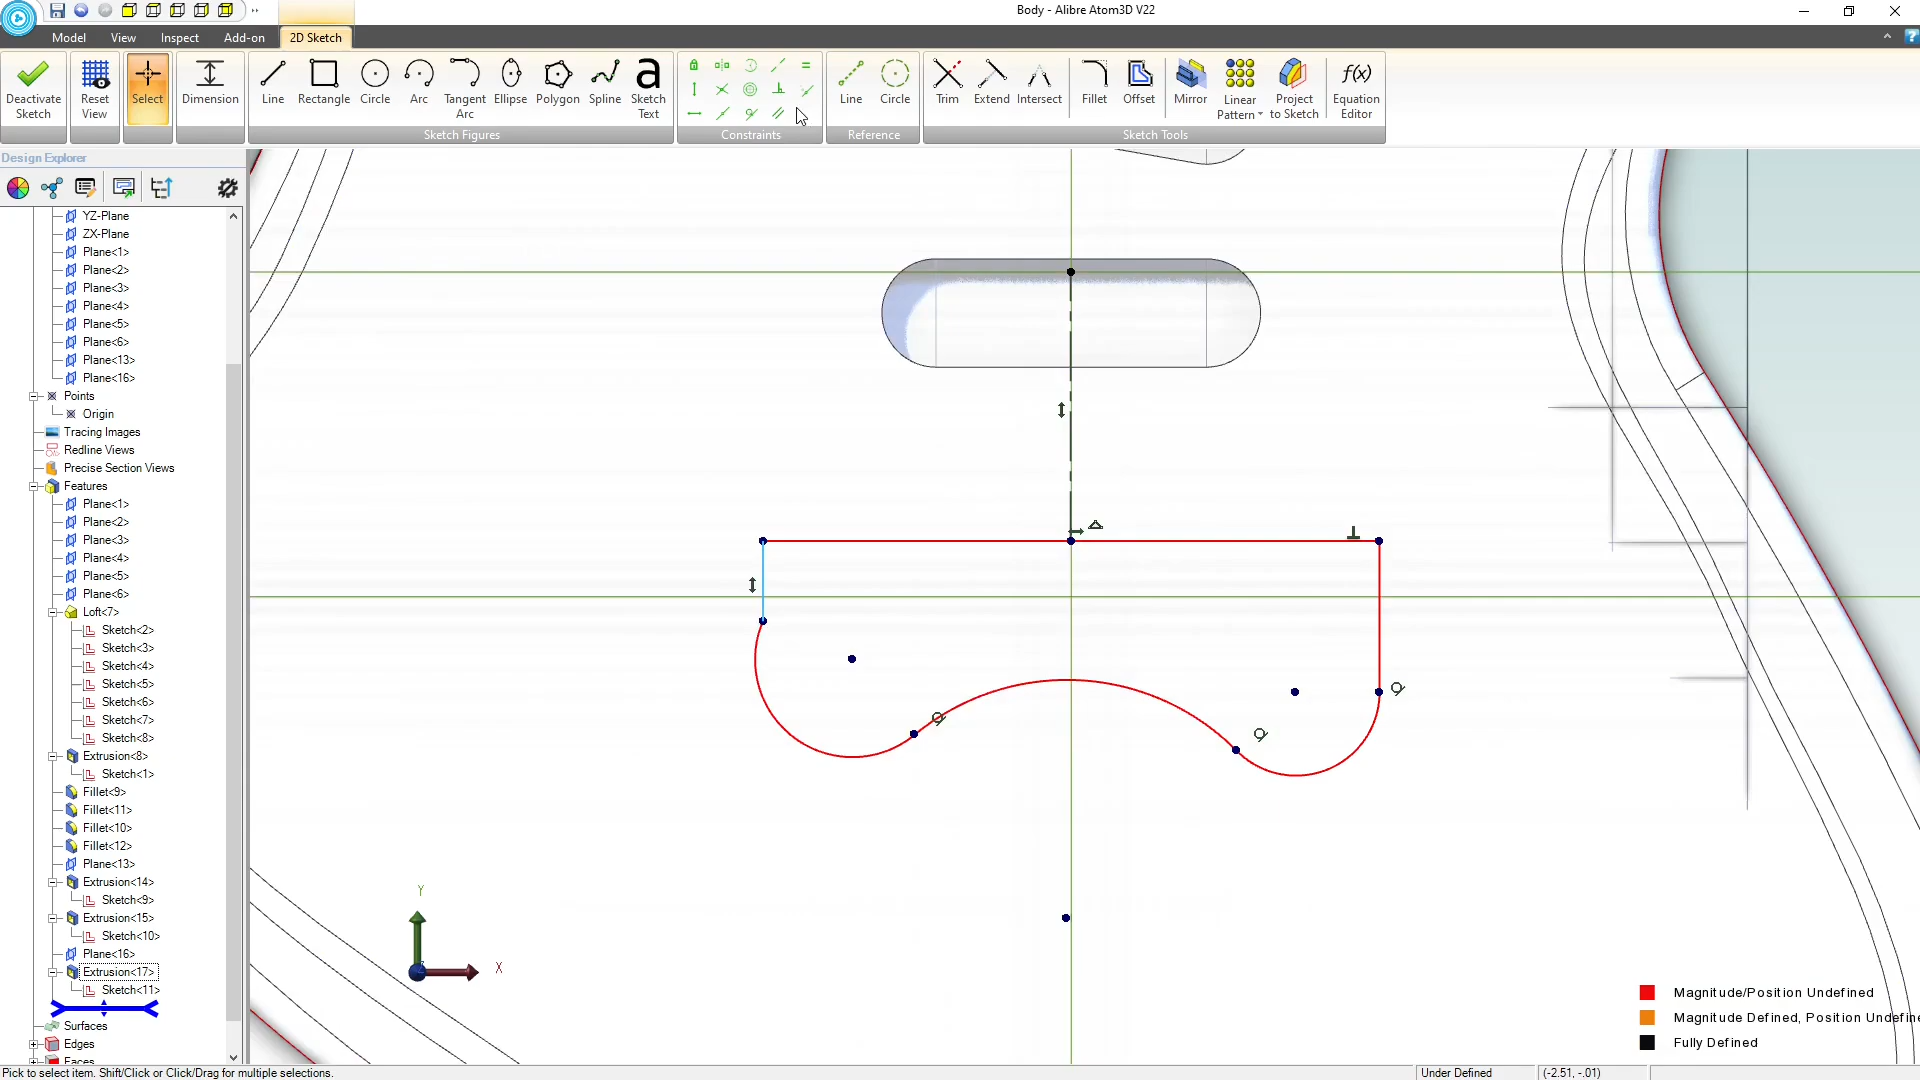 Body - Alibre Atom3D V22
Model View Inspect Add-on 2D Sketch
Deactivate Sketch
Reset View
Select
Dimension
Line
Rectangle
Circle
Arc
Tangent Arc
Ellipse
Polygon
Spline
a
Sketch Text
Line
Circle
Trim
Extend
Intersect
Fillet
Offset
Mirror
Linear Pattern
Project to Sketch
f(x)
Equation Editor
Sketch Figures
Constraints
Reference
Sketch Tools
Design Explorer
YZ-Plane
ZX-Plane
Plane<1>
Plane<2>
Plane<3>
Plane<4>
Plane<5>
Plane<6>
Plane<13>
Plane<16>
Points
Origin
Tracing Images
Redline Views
Precise Section Views
Features
Plane<1>
Plane<2>
Plane<3>
Plane<4>
Plane<5>
Plane<6>
Loft<7>
Sketch<2>
Sketch<3>
Sketch<4>
Sketch<5>
Sketch<6>
Sketch<7>
Sketch<8>
Extrusion<8>
Sketch<1>
Fillet<9>
Fillet<11>
Fillet<10>
Fillet<12>
Plane<13>
Extrusion<14>
Sketch<9>
Extrusion<15>
Sketch<10>
Plane<16>
Extrusion<17>
Sketch<11>
Surfaces
Edges
Faces
Y
X
Magnitude/Position Undefined
Magnitude Defined, Position Undefine
Fully Defined
Pick to select item. Shift/Click or Click/Drag for multiple selections.
Under Defined
(-2.51, -.01)